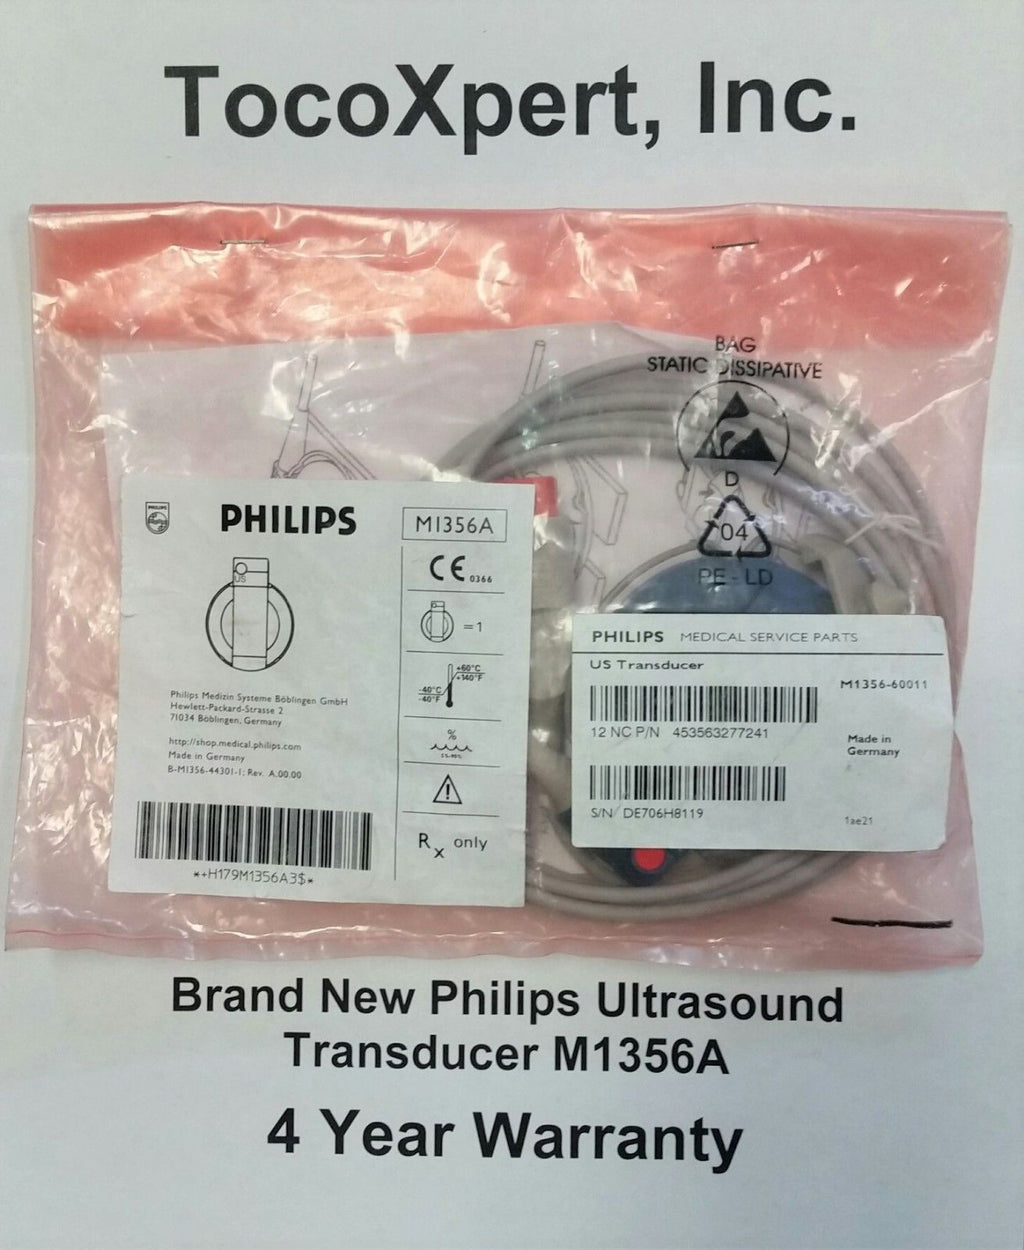 TocoXpert, Inc.
BAG
STATIC DISSIPATIVE
D
04
PE - LD
PHILIPS
PHILIPS
M1356A
US
CE 0366
=1
+60°C
+140°F
-40°C
-40°F
%
Rx only
Philips Medizin Systeme Böblingen GmbH
Hewlett-Packard-Strasse 2
71034 Böblingen, Germany
http://shop.medical.philips.com
Made in Germany
B-M1356-44301-1; Rev. A.00.00
*+H179M1356A3$*
PHILIPS MEDICAL SERVICE PARTS
US Transducer
M1356-60011
12 NC P/N 453563277241
Made in
Germany
S/N DE706H8119
1ae21
Brand New Philips Ultrasound
Transducer M1356A
4 Year Warranty